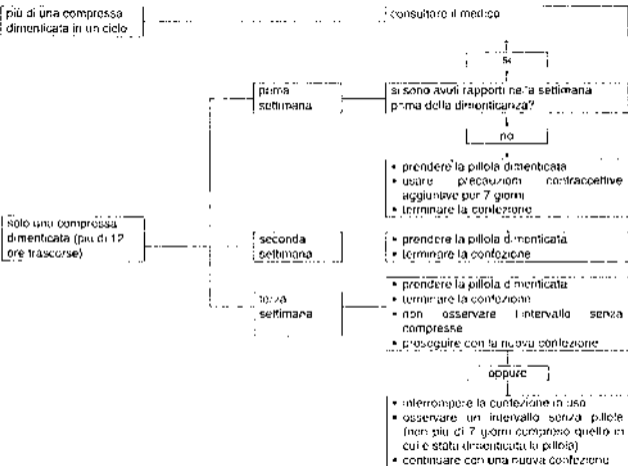 più di una compressa
dimenticata in un ciclo
consultare il medico
sì
prima
settimana
si sono avuti rapporti nella settimana
prima della dimenticanza?
no
• prendere la pillola dimenticata
• usare precauzioni contraccettive
aggiuntive per 7 giorni
• terminare la confezione
solo una compressa
dimenticata (più di 12
ore trascorse)
seconda
settimana
• prendere la pillola dimenticata
• terminare la confezione
terza
settimana
• prendere la pillola dimenticata
• terminare la confezione
• non osservare l'intervallo senza
compresse
• proseguire con la nuova confezione
oppure
• interrompere la confezione in uso
• osservare un intervallo senza pillole
(non più di 7 giorni compreso quello in
cui è stata dimenticata la pillola)
• continuare con una nuova confezione